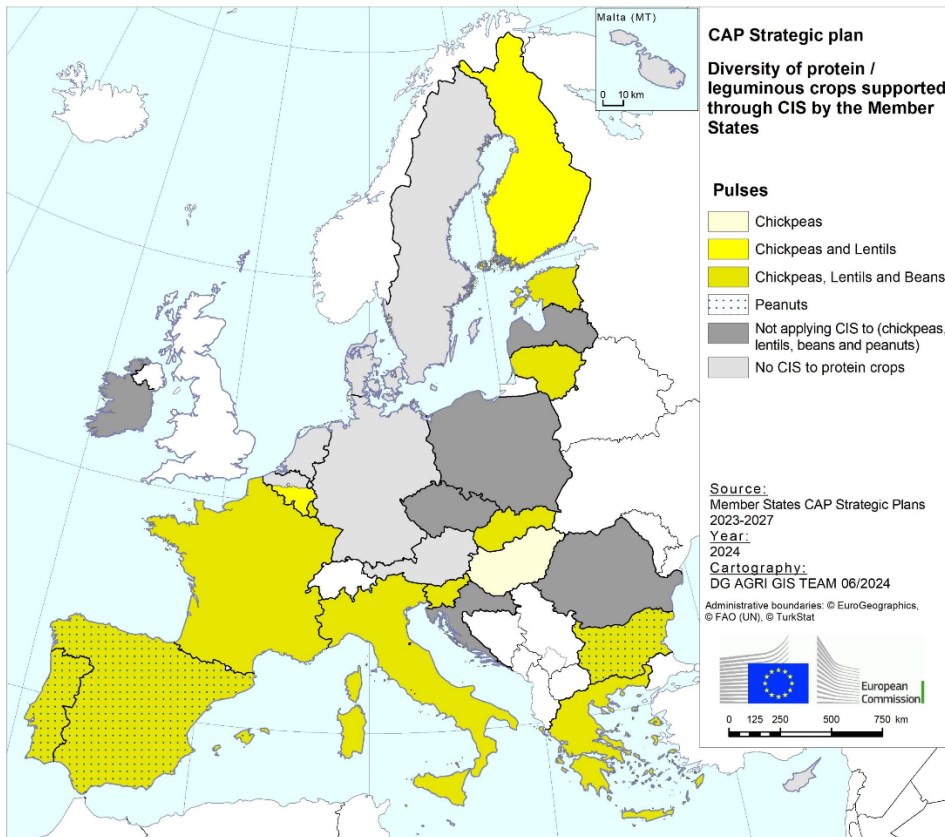 Malta (MT)
0 10 km
CAP Strategic plan
Diversity of protein /
leguminous crops supported
through CIS by the Member
States
Pulses
Chickpeas
Chickpeas and Lentils
Chickpeas, Lentils and Beans
Peanuts
Not applying CIS to (chickpeas,
lentils, beans and peanuts)
No CIS to protein crops
Source:
Member States CAP Strategic Plans
2023-2027
Year:
2024
Cartography:
DG AGRI GIS TEAM 06/2024
Administrative boundaries: © EuroGeographics,
© FAO (UN), © TurkStat
European
Commission
0 125 250 500 750 km